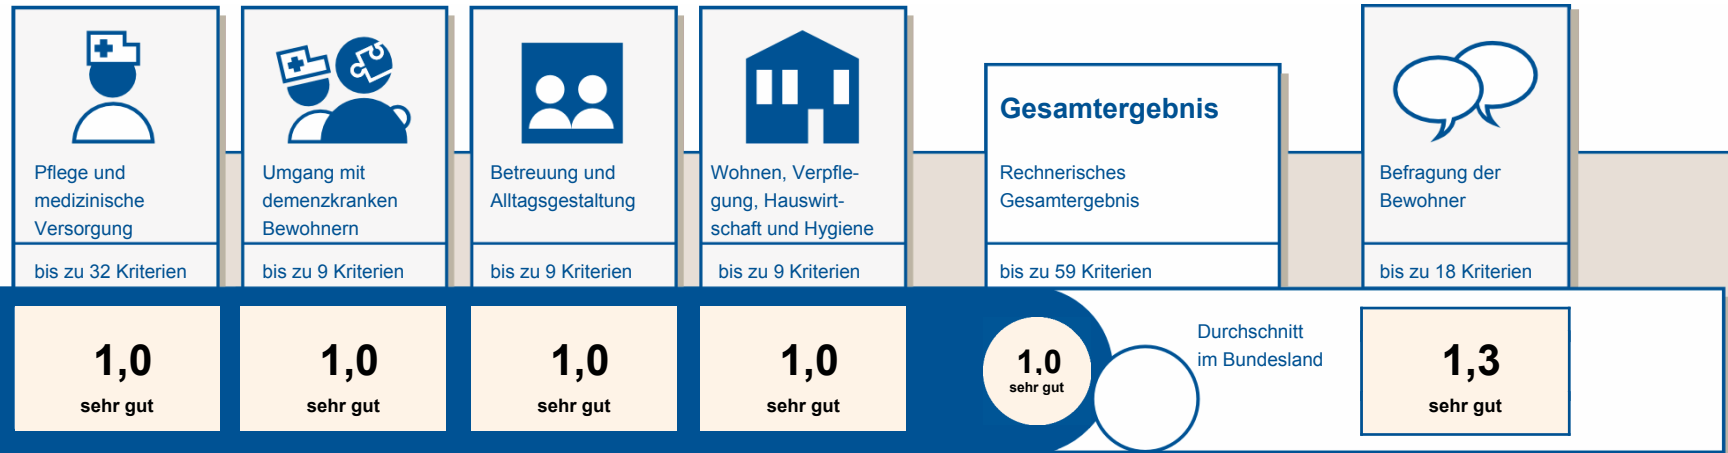 Pflege und
medizinische
Versorgung
bis zu 32 Kriterien
1,0
sehr gut
Umgang mit
demenzkranken
Bewohnern
bis zu 9 Kriterien
1,0
sehr gut
Betreuung und
Alltagsgestaltung
bis zu 9 Kriterien
1,0
sehr gut
Wohnen, Verpfle-
gung, Hauswirt-
schaft und Hygiene
bis zu 9 Kriterien
1,0
sehr gut
Gesamtergebnis
Rechnerisches
Gesamtergebnis
bis zu 59 Kriterien
1,0
sehr gut
Durchschnitt
im Bundesland
Befragung der
Bewohner
bis zu 18 Kriterien
1,3
sehr gut